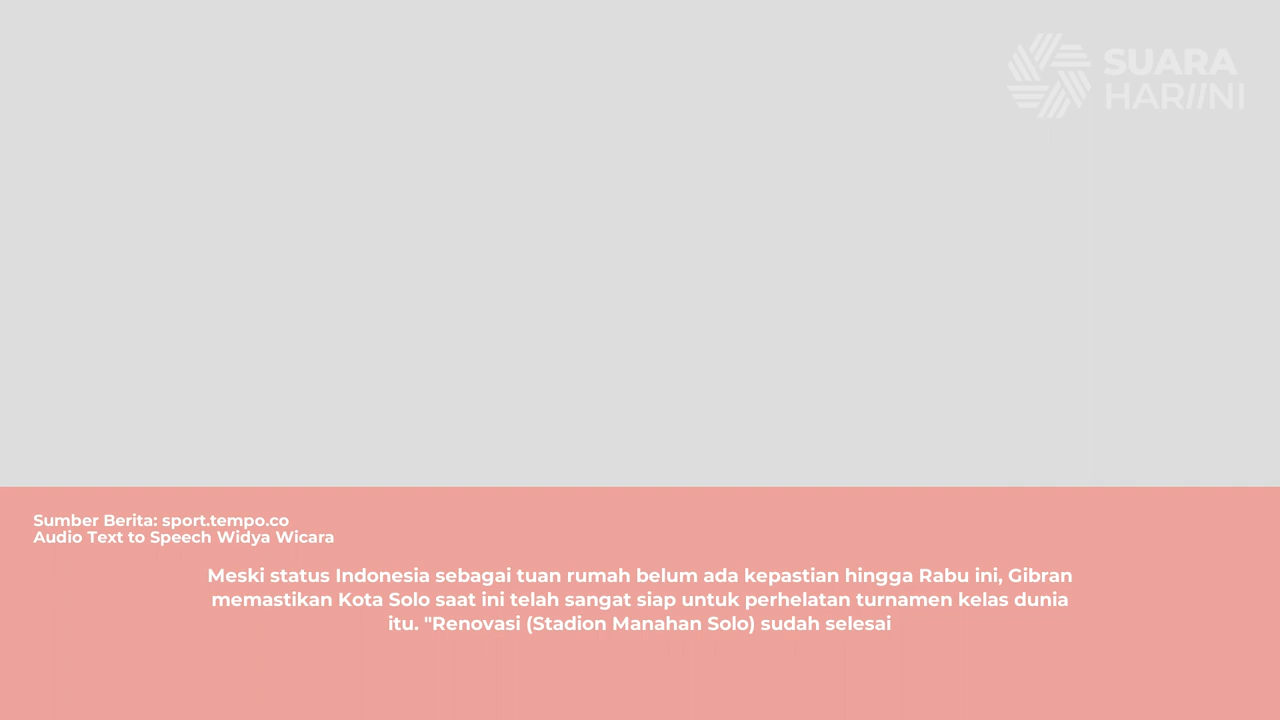 SUARA
HARIINI
Sumber Berita: sport.tempo.co
Audio Text to Speech Widya Wicara
Meski status Indonesia sebagai tuan rumah belum ada kepastian hingga Rabu ini, Gibran
memastikan Kota Solo saat ini telah sangat siap untuk perhelatan turnamen kelas dunia
itu. "Renovasi (Stadion Manahan Solo) sudah selesai